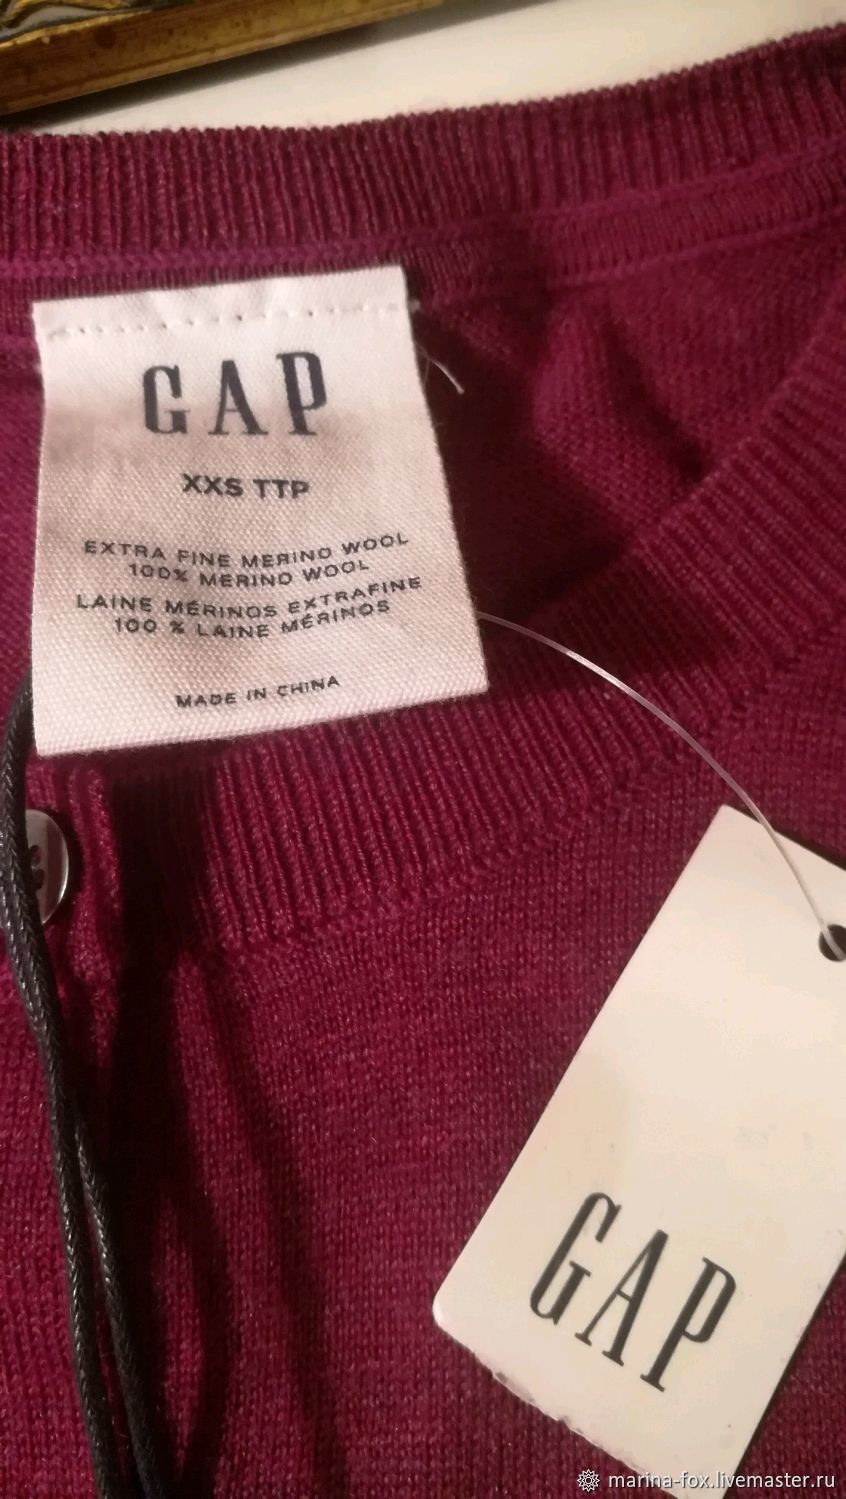 GAP
XXS TTP
EXTRA FINE MERINO WOOL
100% MERINO WOOL
LAINE MÉRINOS EXTRAFINE
100 % LAINE MÉRINOS
MADE IN CHINA
GAP
marina-fox.livemaster.ru